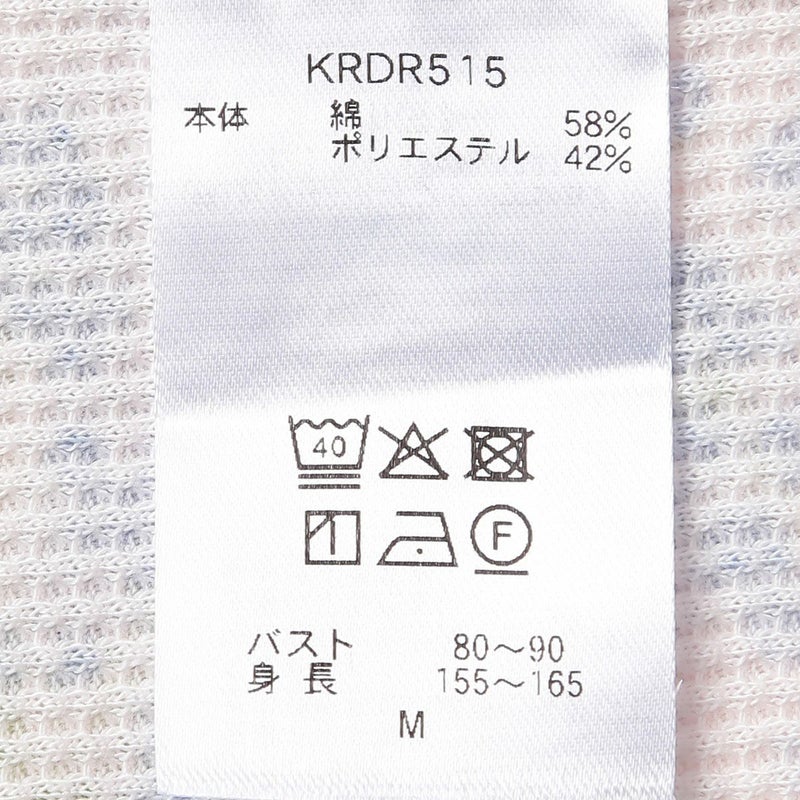 KRDR515
本体 綿 58%
ポリエステル 42%
40
F
バスト 80～90
身長 155～165
M